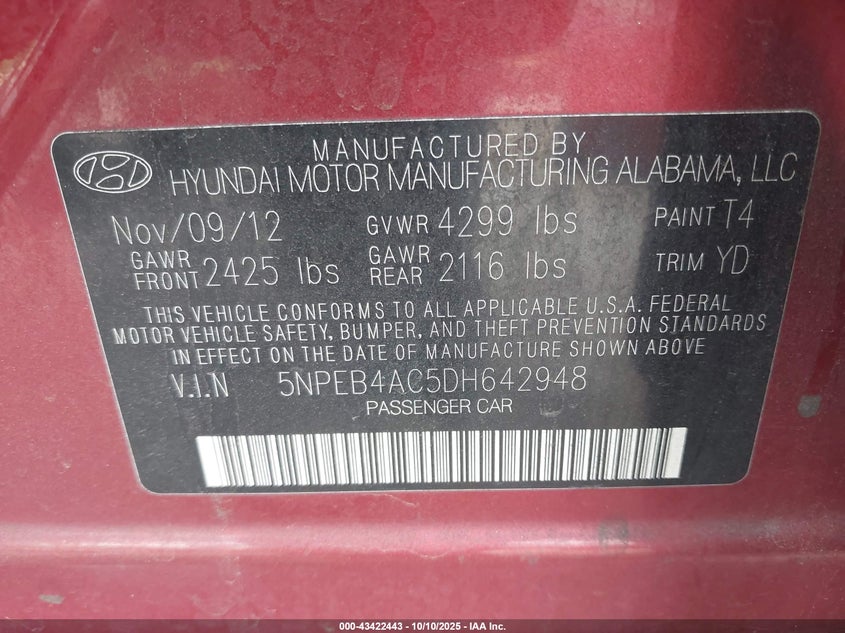 MANUFACTURED BY
HYUNDAI MOTOR MANUFACTURING ALABAMA, LLC
Nov/09/12 GVWR 4299 lbs PAINT T4
GAWR FRONT 2425 lbs GAWR REAR 2116 lbs TRIM YD
THIS VEHICLE CONFORMS TO ALL APPLICABLE U.S.A. FEDERAL
MOTOR VEHICLE SAFETY, BUMPER, AND THEFT PREVENTION STANDARDS
IN EFFECT ON THE DATE OF MANUFACTURE SHOWN ABOVE
V.I.N 5NPEB4AC5DH642948
PASSENGER CAR
000-43422443 - 10/10/2025 - IAA Inc.